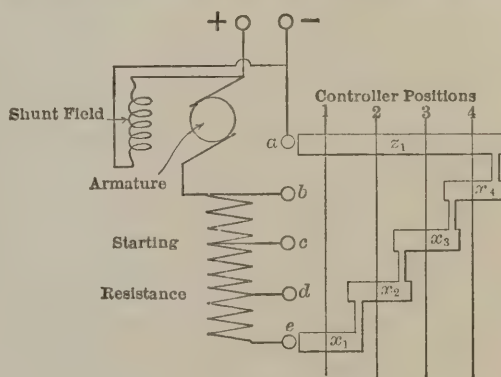 + −
Controller Positions
1 2 3 4
Shunt Field
a
z₁
Armature
b
x₄
Starting
c
x₃
Resistance
d
x₂
e
x₁